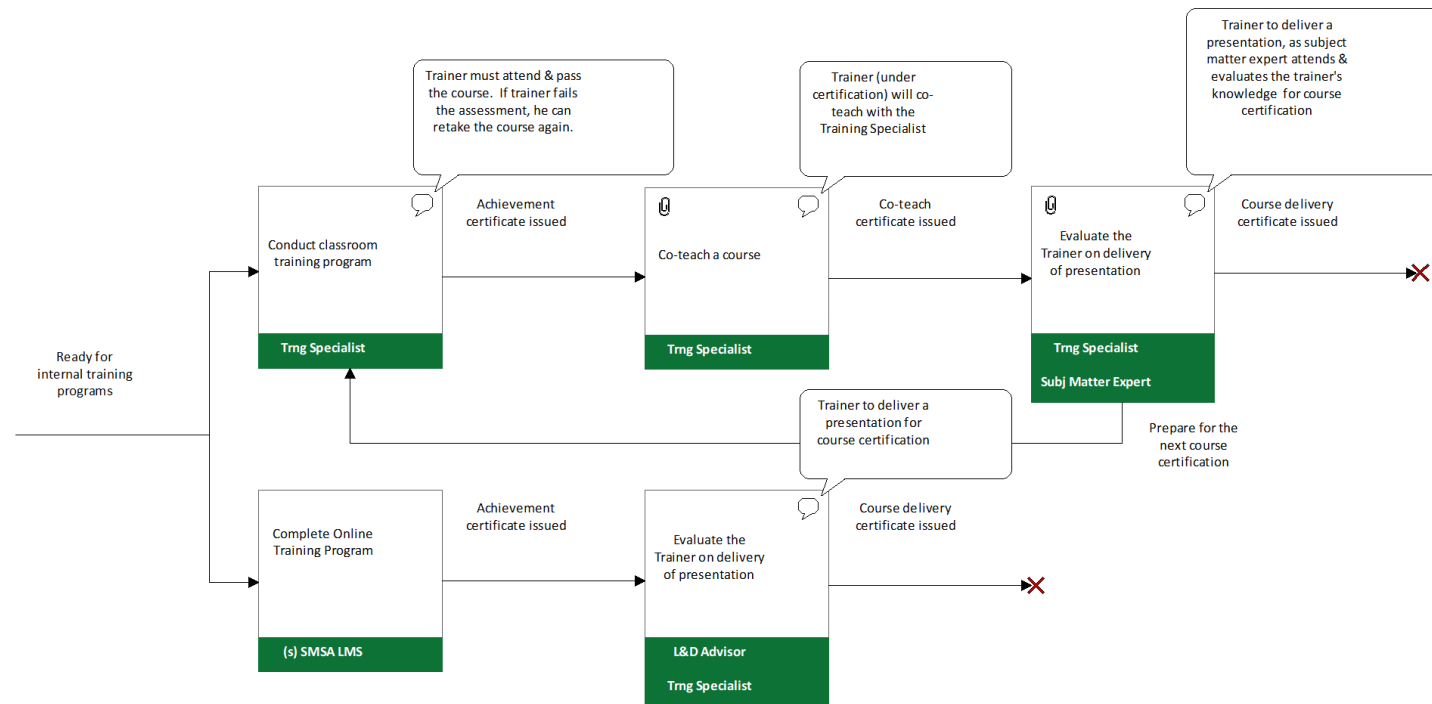 Trainer to deliver a
presentation, as subject
matter expert attends &
evaluates the trainer's
knowledge for course
certification
Trainer must attend & pass
the course. If trainer fails
the assessment, he can
retake the course again.
Trainer (under
certification) will co-
teach with the
Training Specialist
Achievement
certificate issued
Co-teach
certificate issued
Course delivery
certificate issued
Conduct classroom
training program
Co-teach a course
Evaluate the
Trainer on delivery
of presentation
Trng Specialist
Trng Specialist
Trng Specialist
Subj Matter Expert
Ready for
internal training
programs
Trainer to deliver a
presentation for
course certification
Prepare for the
next course
certification
Achievement
certificate issued
Course delivery
certificate issued
Complete Online
Training Program
Evaluate the
Trainer on delivery
of presentation
(s) SMSA LMS
L&D Advisor
Trng Specialist